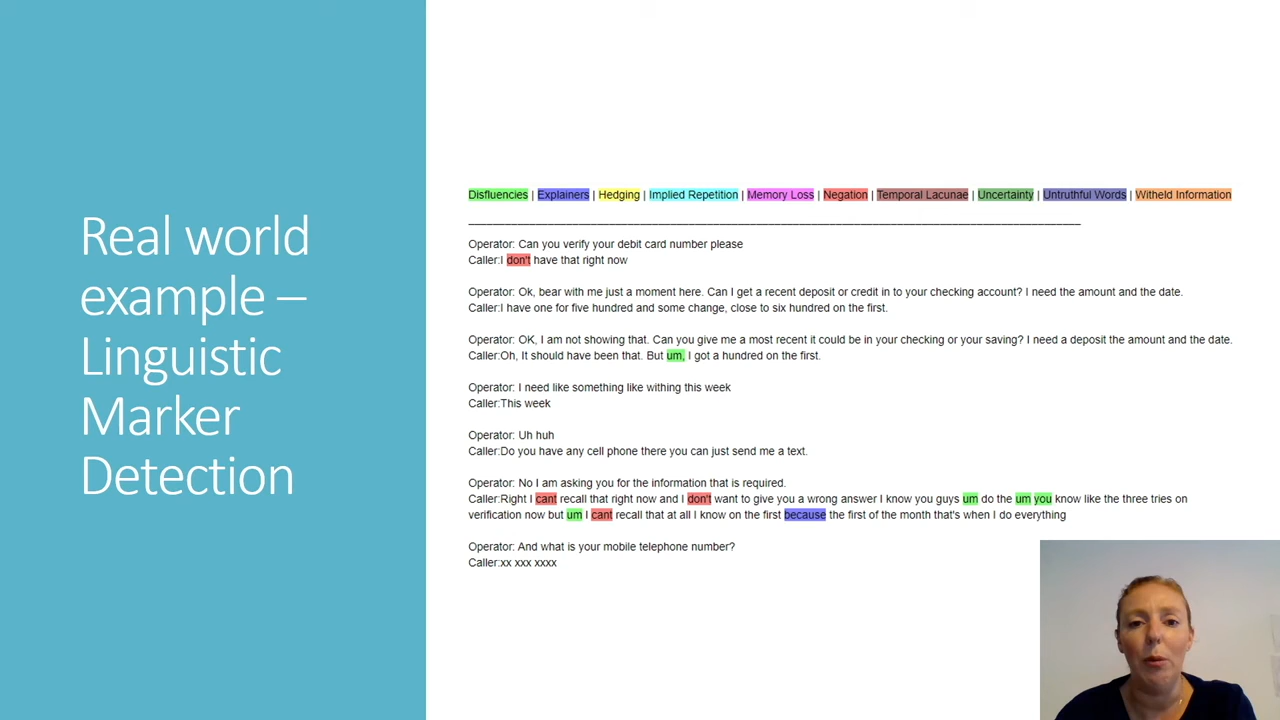 Real world
example –
Linguistic
Marker
Detection
Disfluencies | Explainers | Hedging | Implied Repetition | Memory Loss | Negation | Temporal Lacunae | Uncertainty | Untruthful Words | Witheld Information
Operator: Can you verify your debit card number please
Caller:I don't have that right now
Operator: Ok, bear with me just a moment here. Can I get a recent deposit or credit in to your checking account? I need the amount and the date.
Caller:I have one for five hundred and some change, close to six hundred on the first.
Operator: OK, I am not showing that. Can you give me a most recent it could be in your checking or your saving? I need a deposit the amount and the date.
Caller:Oh, It should have been that. But um, I got a hundred on the first.
Operator: I need like something like withing this week
Caller:This week
Operator: Uh huh
Caller:Do you have any cell phone there you can just send me a text.
Operator: No I am asking you for the information that is required.
Caller:Right I cant recall that right now and I don't want to give you a wrong answer I know you guys um do the um you know like the three tries on
verification now but um I cant recall that at all I know on the first because the first of the month that's when I do everything
Operator: And what is your mobile telephone number?
Caller:xx xxx xxxx